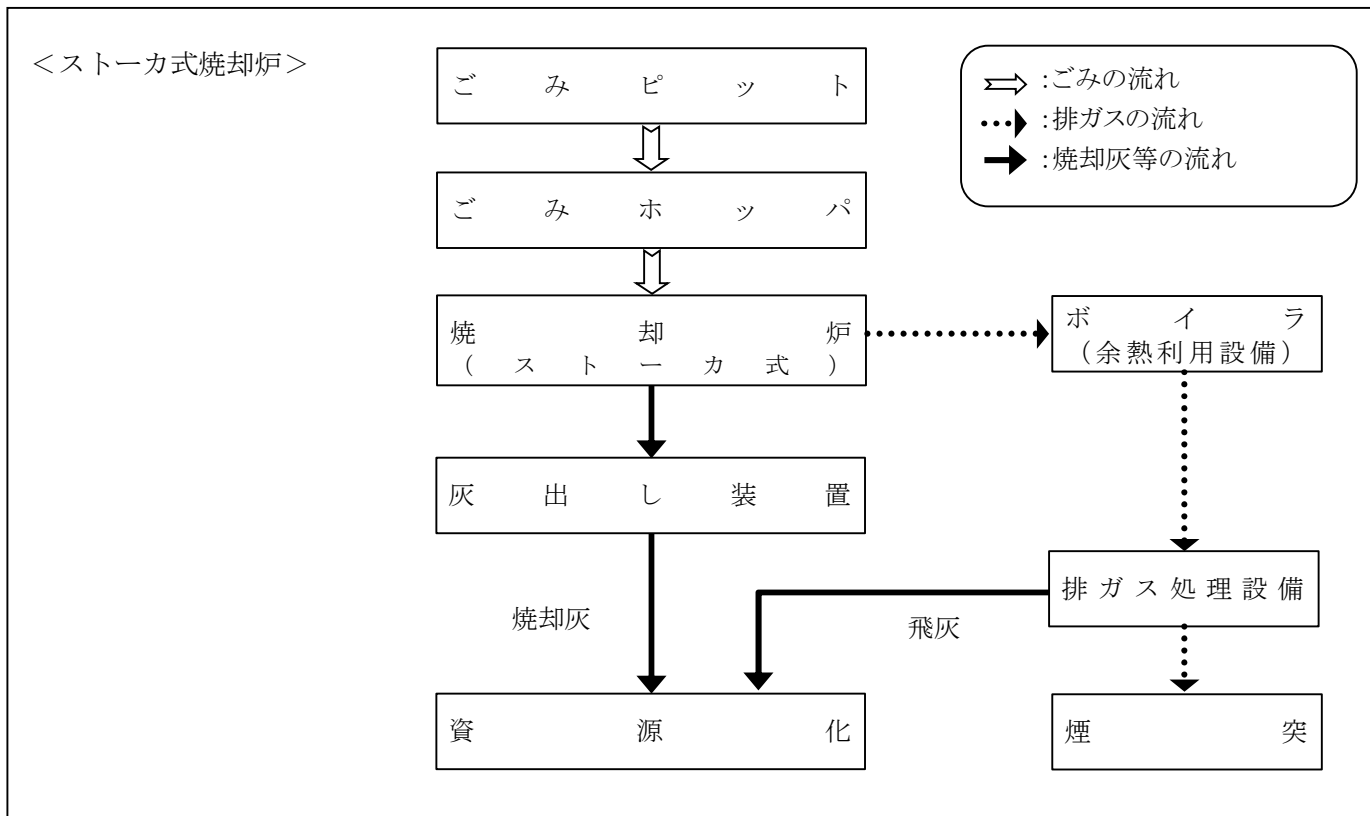 ＜ストーカ式焼却炉＞
ごみピット
:ごみの流れ
:排ガスの流れ
:焼却灰等の流れ
ごみホッパ
焼却炉
（ストーカ式）
ボイラ
（余熱利用設備）
灰出し装置
排ガス処理設備
焼却灰
飛灰
資源化
煙突